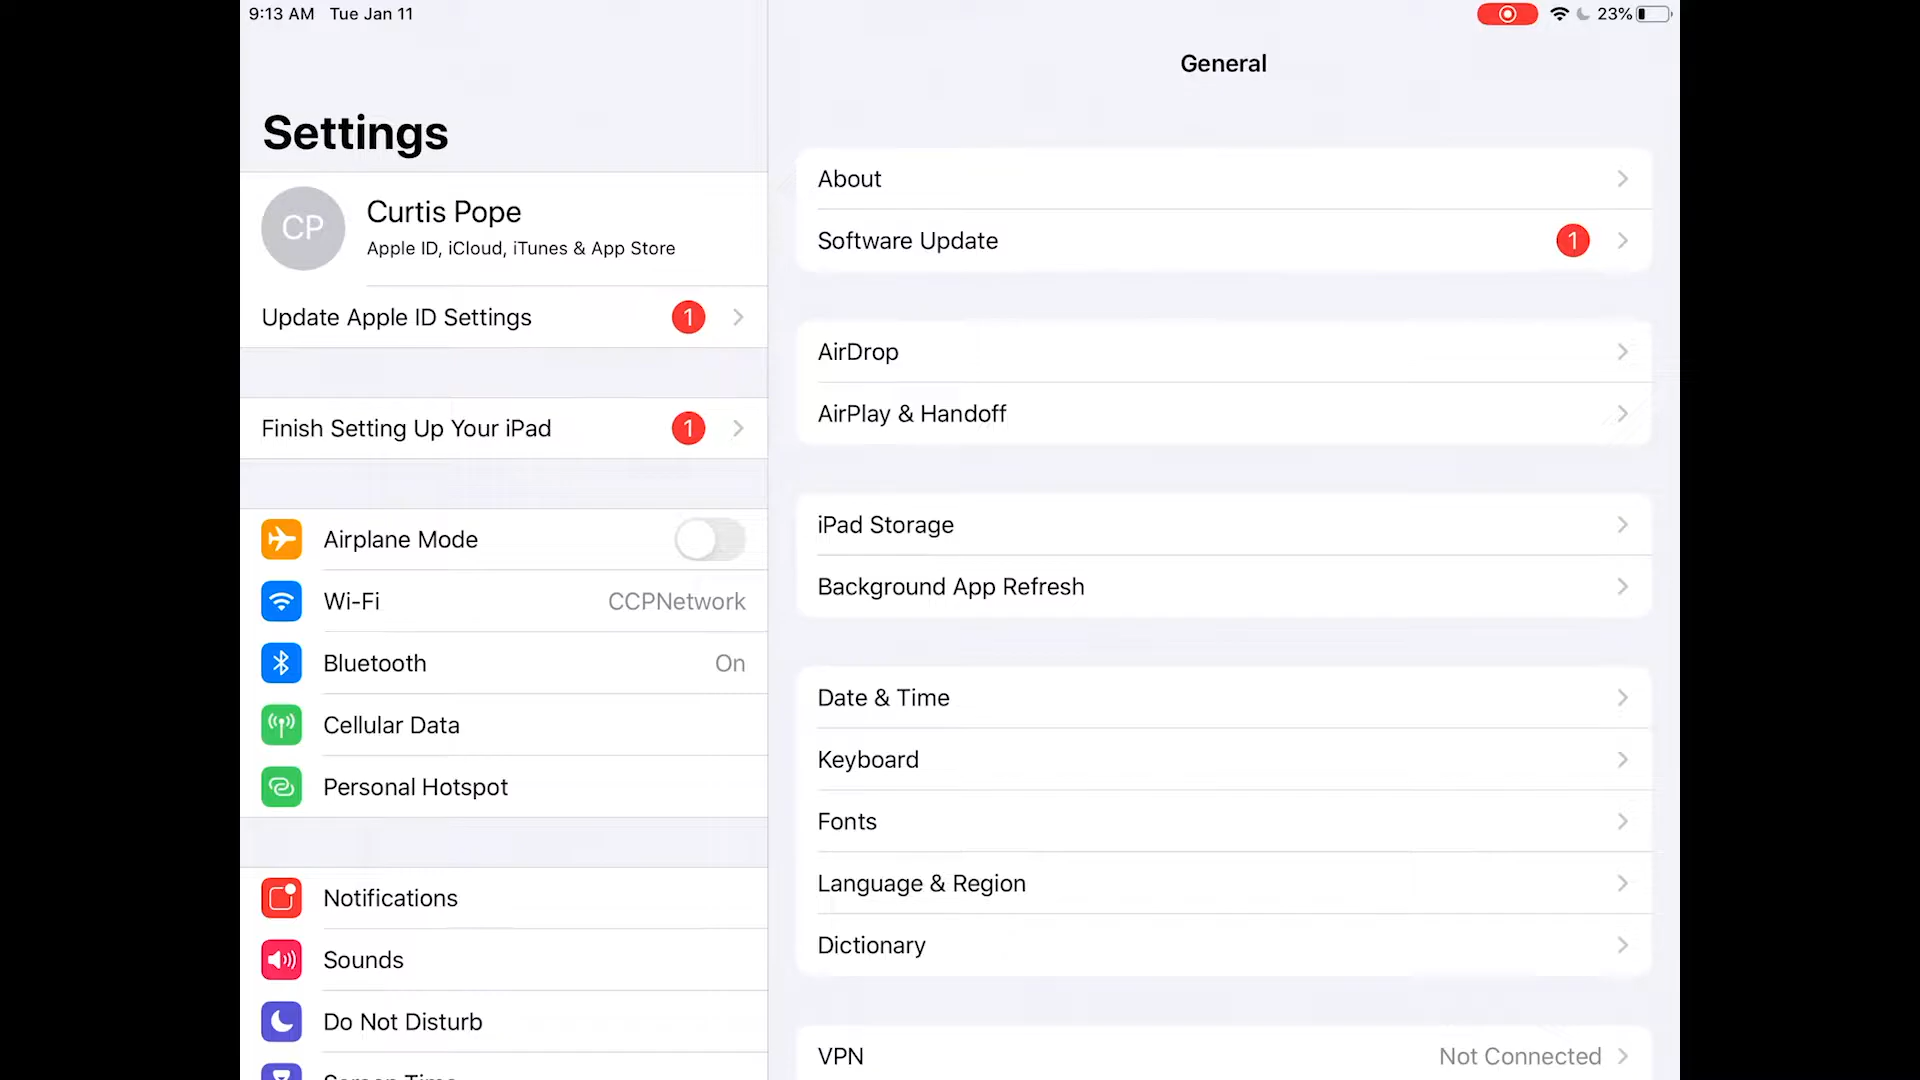 9:13 AM Tue Jan 11
23%
Settings
CP
Curtis Pope
Apple ID, iCloud, iTunes & App Store
Update Apple ID Settings 1
Finish Setting Up Your iPad 1
Airplane Mode
Wi-Fi CCPNetwork
Bluetooth On
Cellular Data
Personal Hotspot
Notifications
Sounds
Do Not Disturb
Screen Time
General
About
Software Update 1
AirDrop
AirPlay & Handoff
iPad Storage
Background App Refresh
Date & Time
Keyboard
Fonts
Language & Region
Dictionary
VPN Not Connected